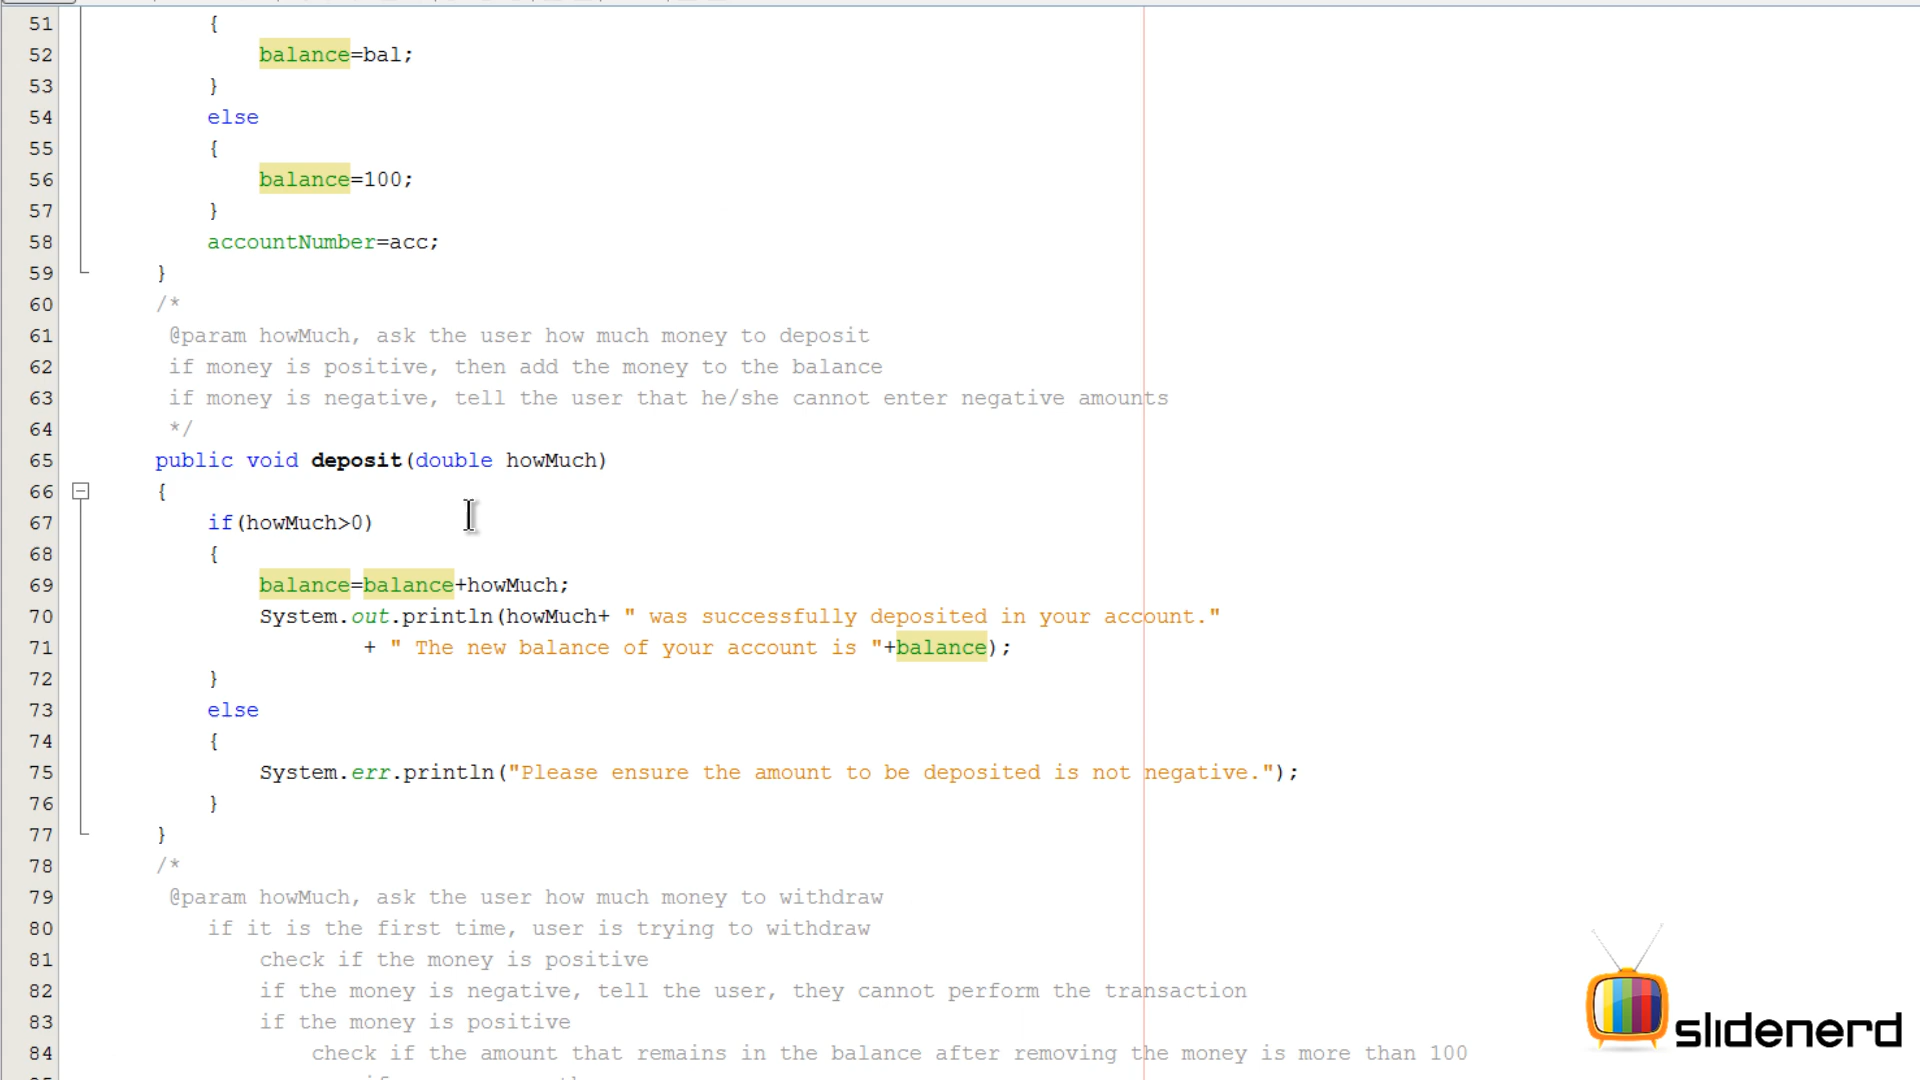 51 {
52 balance=bal;
53 }
54 else
55 {
56 balance=100;
57 }
58 accountNumber=acc;
59 }
60 /*
61 @param howMuch, ask the user how much money to deposit
62 if money is positive, then add the money to the balance
63 if money is negative, tell the user that he/she cannot enter negative amounts
64 */
65 public void deposit(double howMuch)
66 {
67 if(howMuch>0)
68 {
69 balance=balance+howMuch;
70 System.out.println(howMuch+ " was successfully deposited in your account."
71 + " The new balance of your account is "+balance);
72 }
73 else
74 {
75 System.err.println("Please ensure the amount to be deposited is not negative.");
76 }
77 }
78 /*
79 @param howMuch, ask the user how much money to withdraw
80 if it is the first time, user is trying to withdraw
81 check if the money is positive
82 if the money is negative, tell the user, they cannot perform the transaction
83 if the money is positive
84 check if the amount that remains in the balance after removing the money is more than 100
slidenerd